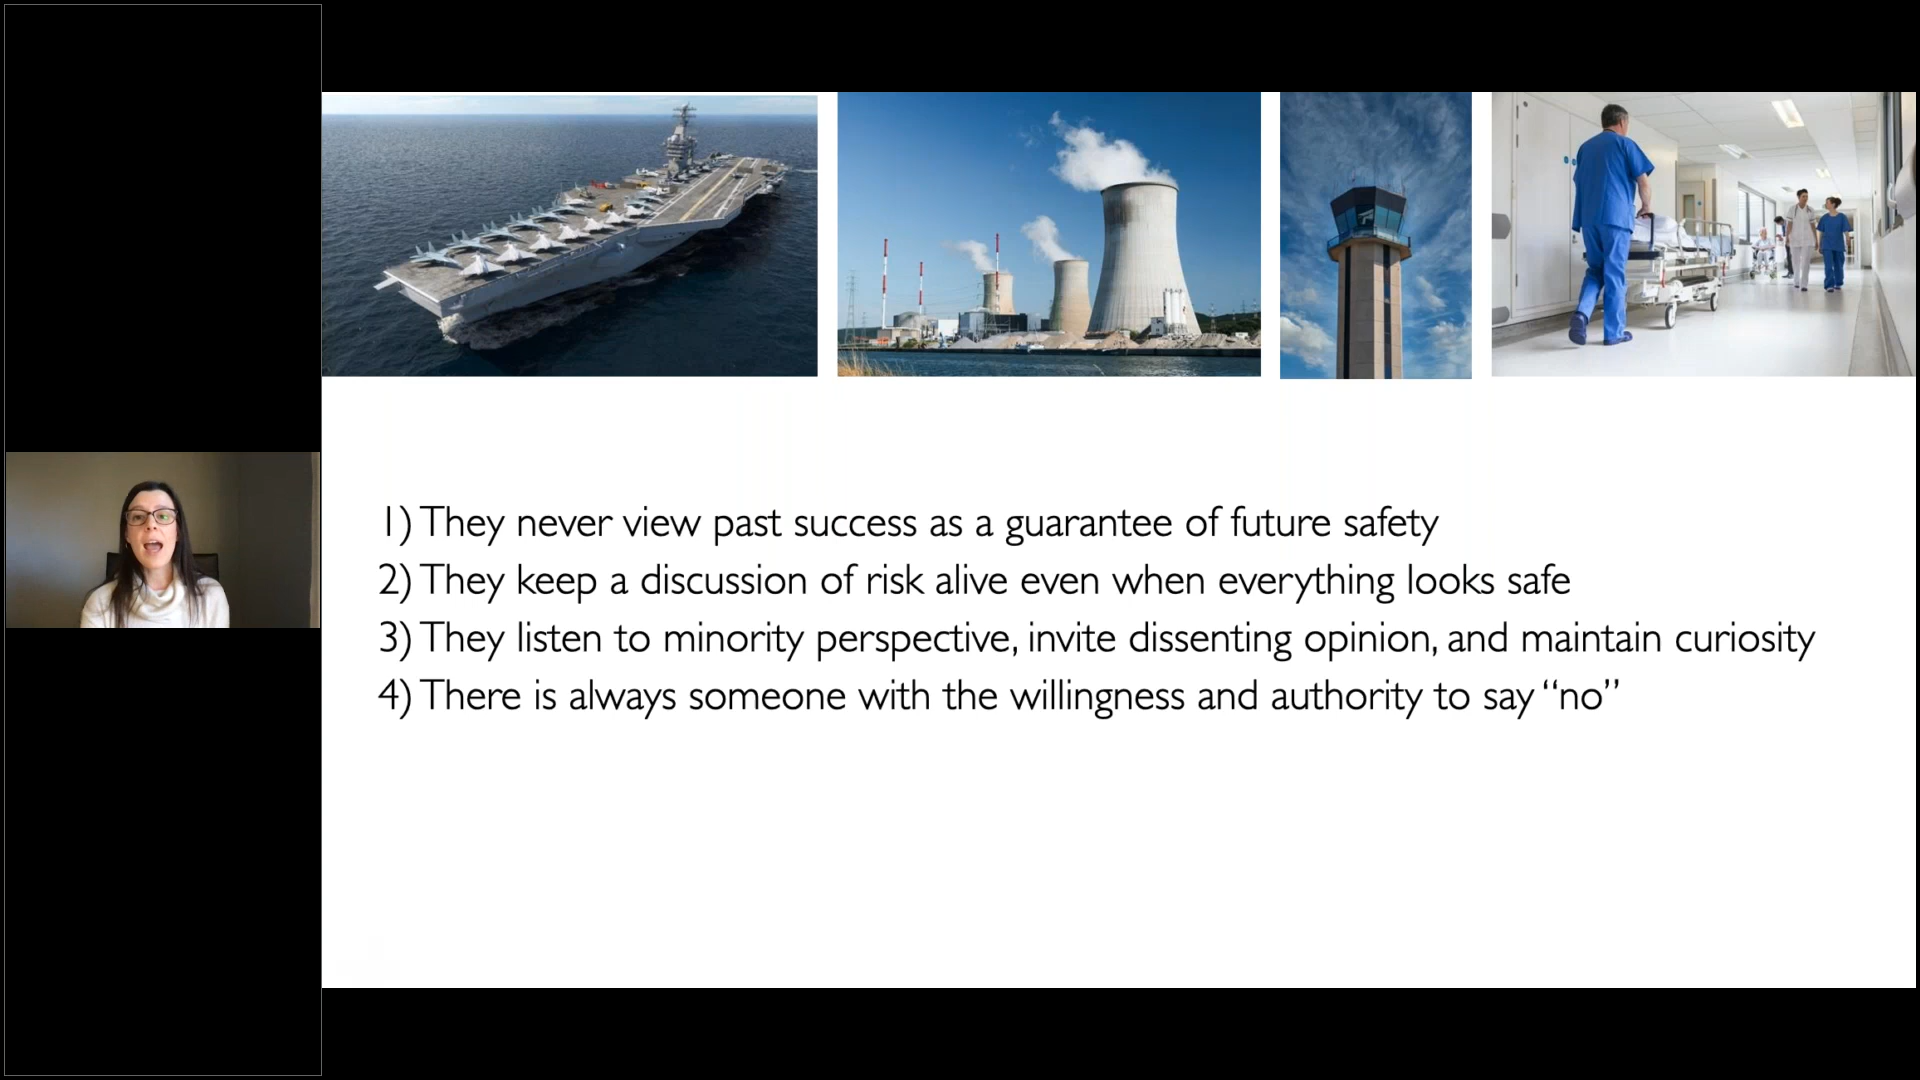 1) They never view past success as a guarantee of future safety
2) They keep a discussion of risk alive even when everything looks safe
3) They listen to minority perspective, invite dissenting opinion, and maintain curiosity
4) There is always someone with the willingness and authority to say “no”